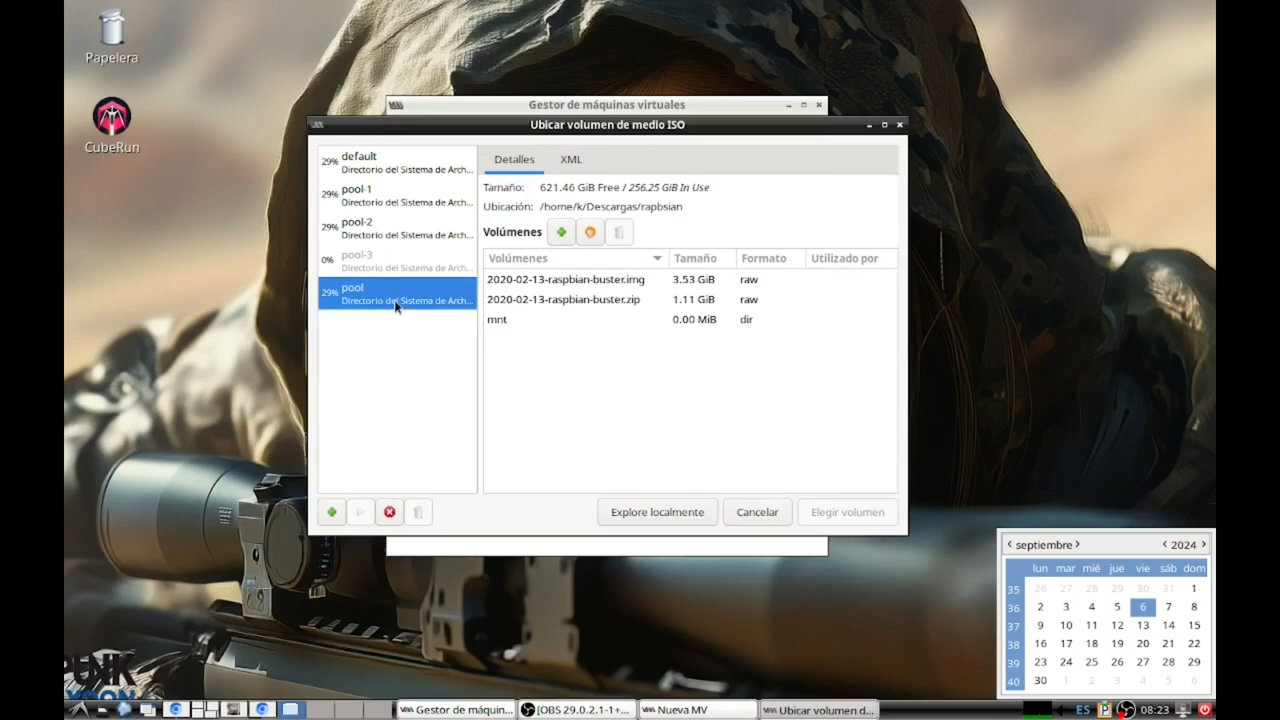 Papelera
CubeRun
Gestor de máquinas virtuales
Ubicar volumen de medio ISO
29% default
Directorio del Sistema de Arch...
29% pool-1
Directorio del Sistema de Arch...
29% pool-2
Directorio del Sistema de Arch...
0% pool-3
Directorio del Sistema de Arch...
29% pool
Directorio del Sistema de Arch...
Detalles XML
Tamaño: 621.46 GiB Free / 256.25 GiB In Use
Ubicación: /home/k/Descargas/rapbsian
Volúmenes
Volúmenes Tamaño Formato Utilizado por
2020-02-13-raspbian-buster.img 3.53 GiB raw
2020-02-13-raspbian-buster.zip 1.11 GiB raw
mnt 0.00 MiB dir
Explore localmente Cancelar Elegir volumen
septiembre 2024
lun mar mié jue vie sáb dom
35 26 27 28 29 30 31 1
36 2 3 4 5 6 7 8
37 9 10 11 12 13 14 15
38 16 17 18 19 20 21 22
39 23 24 25 26 27 28 29
40 30 1 2 3 4 5 6
Gestor de máquin... [OBS 29.0.2.1-1+... Nueva MV Ubicar volumen d... ES 08:23